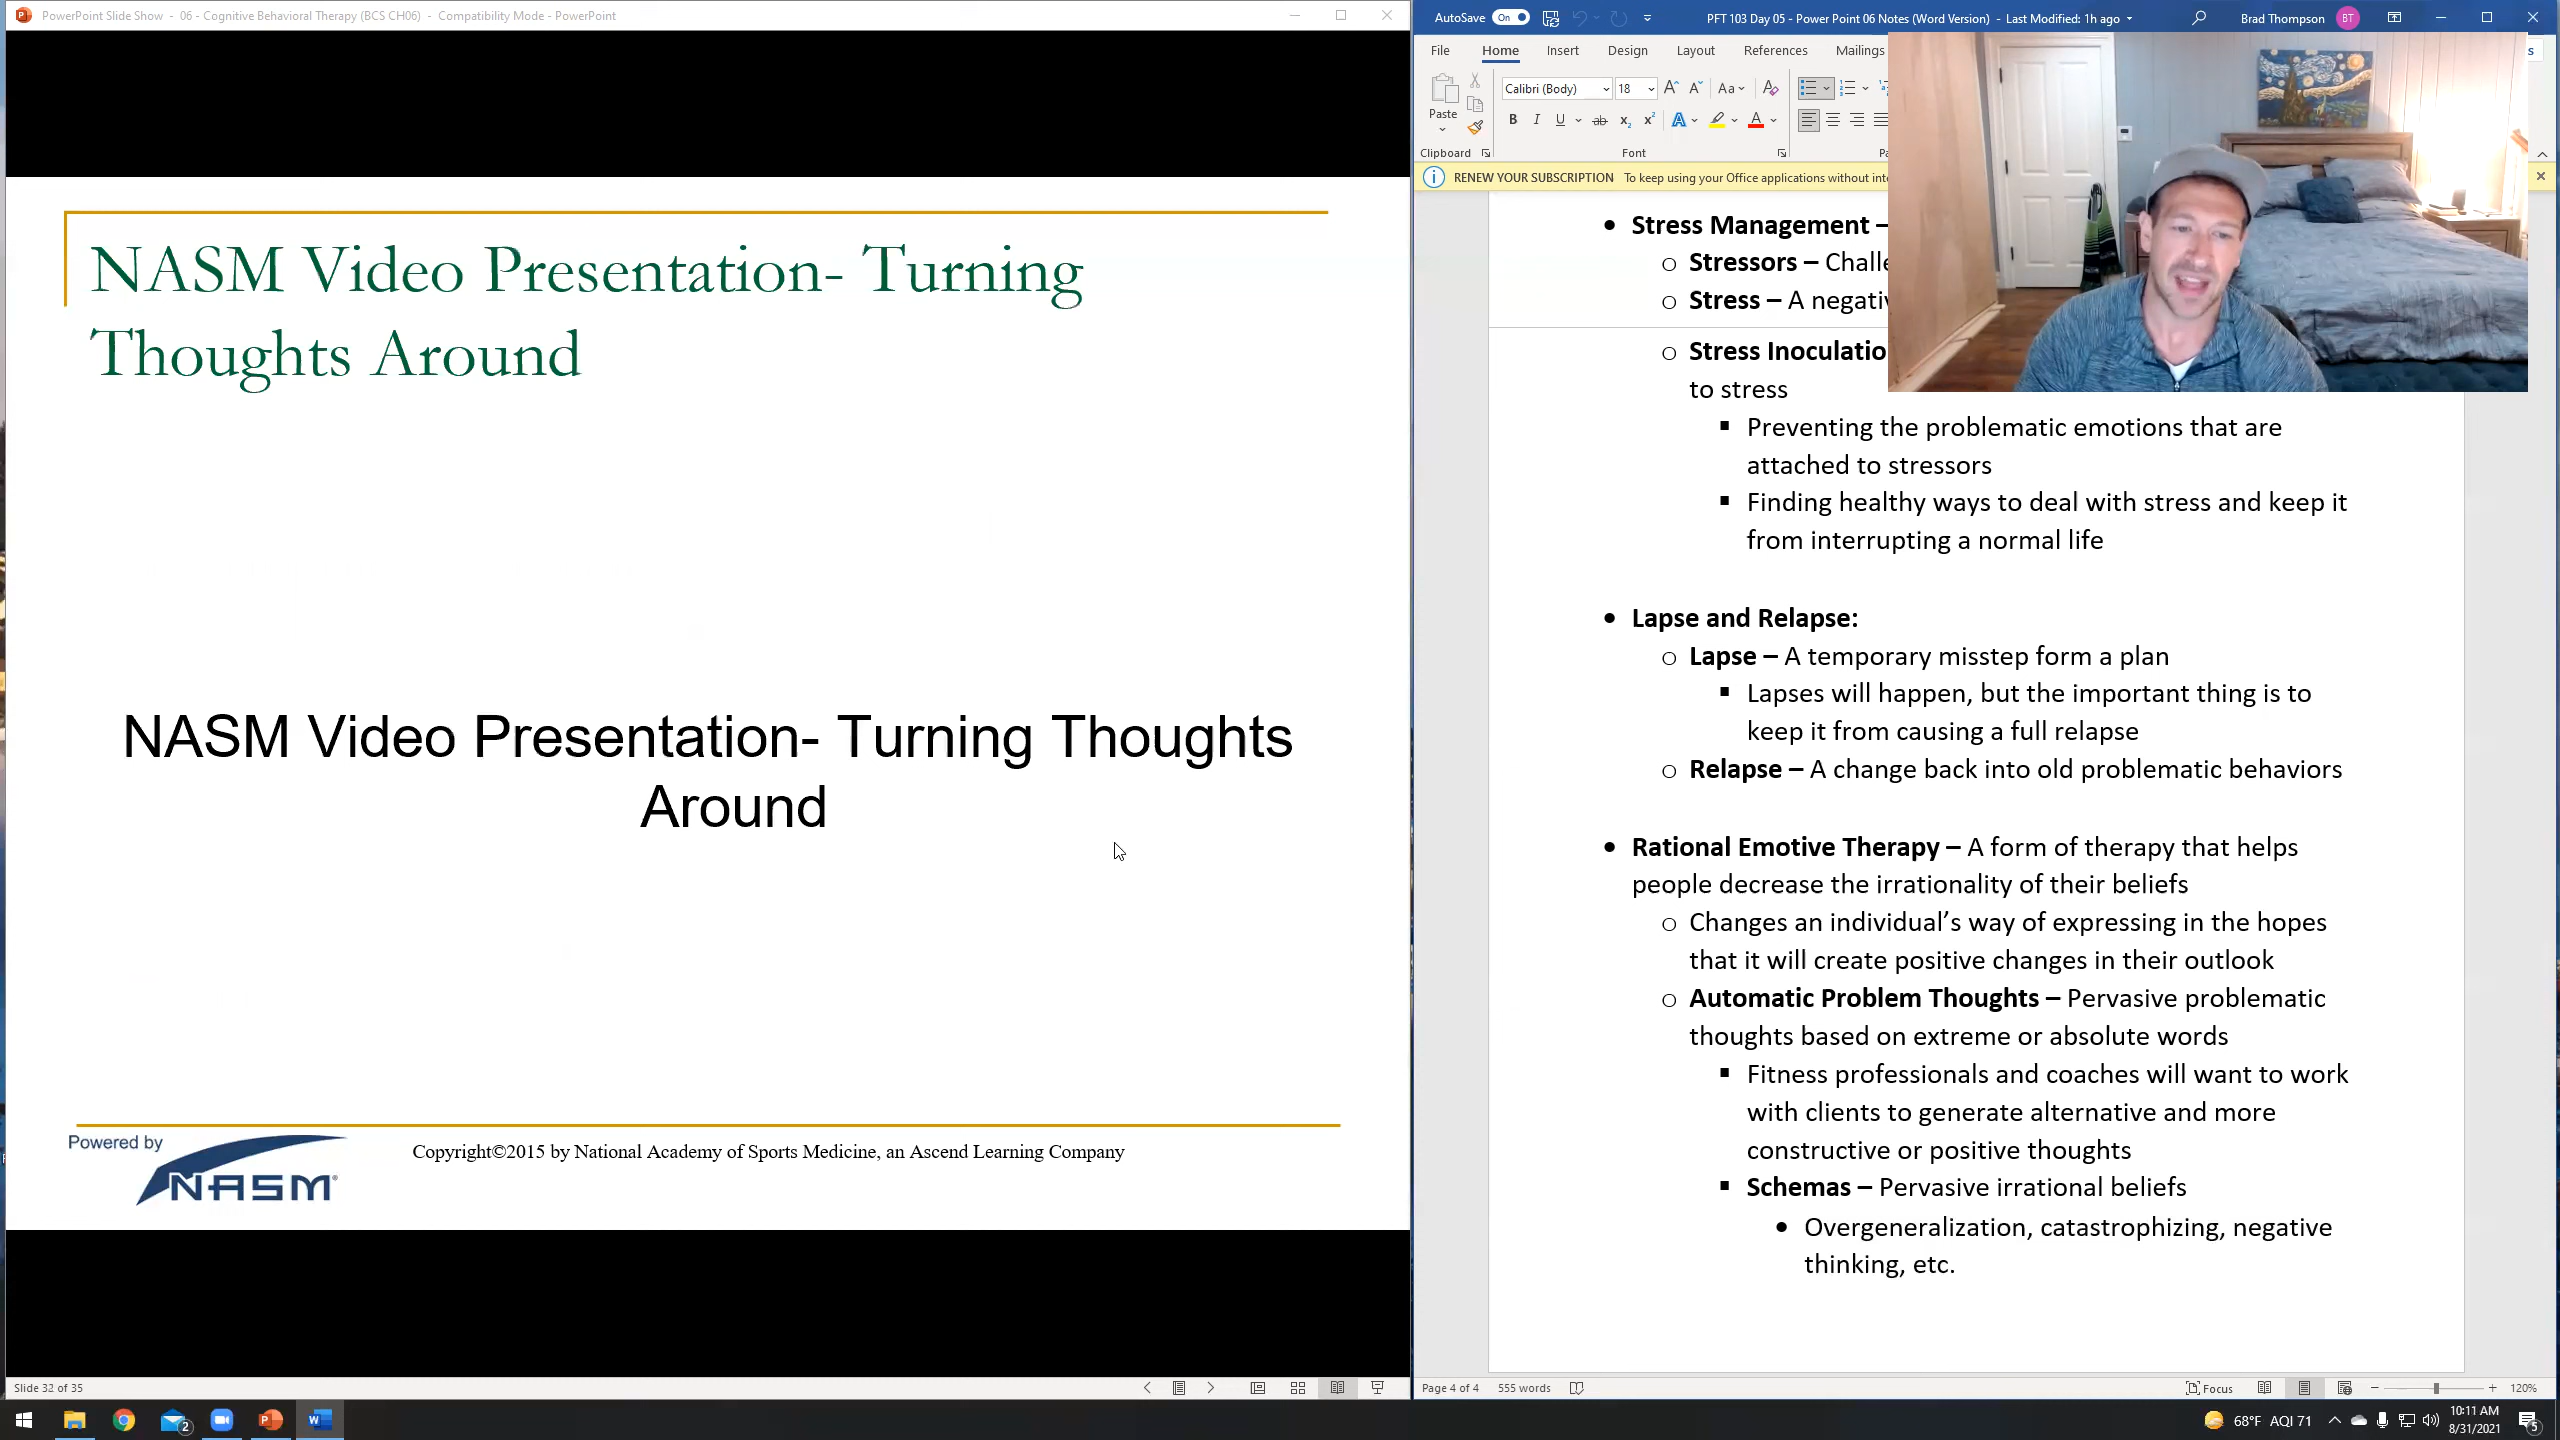 PowerPoint Slide Show - 06 - Cognitive Behavioral Therapy (BCS CH06) - Compatibility Mode - PowerPoint
NASM Video Presentation- Turning
Thoughts Around
NASM Video Presentation- Turning Thoughts
Around
Powered by
NASM
Copyright©2015 by National Academy of Sports Medicine, an Ascend Learning Company
Slide 32 of 35
AutoSave On
PFT 103 Day 05 - Power Point 06 Notes (Word Version) - Last Modified: 1h ago
Brad Thompson BT
File Home Insert Design Layout References Mailings
Paste
Calibri (Body) 18
Clipboard Font
RENEW YOUR SUBSCRIPTION To keep using your Office applications without
• Stress Management –
o Stressors –
o Stress – A
o Stress
to stress
▪ Preventing the problematic emotions that are
attached to stressors
▪ Finding healthy ways to deal with stress and keep it
from interrupting a normal life
• Lapse and Relapse:
o Lapse – A temporary misstep form a plan
▪ Lapses will happen, but the important thing is to
keep it from causing a full relapse
o Relapse – A change back into old problematic behaviors
• Rational Emotive Therapy – A form of therapy that helps
people decrease the irrationality of their beliefs
o Changes an individual’s way of expressing in the hopes
that it will create positive changes in their outlook
o Automatic Problem Thoughts – Pervasive problematic
thoughts based on extreme or absolute words
▪ Fitness professionals and coaches will want to work
with clients to generate alternative and more
constructive or positive thoughts
▪ Schemas – Pervasive irrational beliefs
• Overgeneralization, catastrophizing, negative
thinking, etc.
Page 4 of 4 555 words
Focus
120%
68°F AQI 71
10:11 AM
8/31/2021